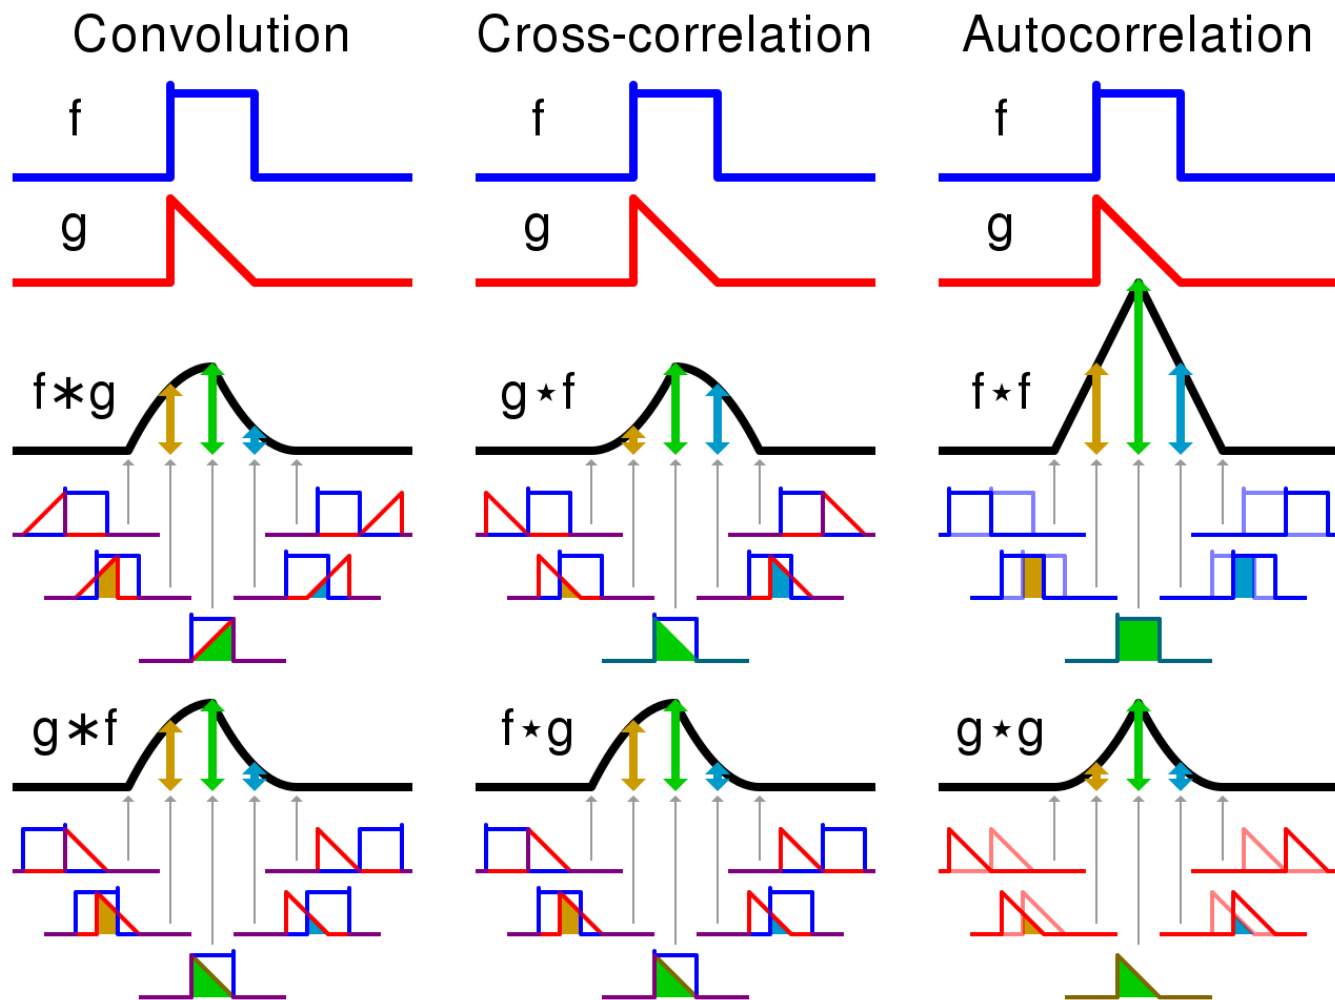 Convolution Cross-correlation Autocorrelation
f f f
g g g
f∗g g⋆f f⋆f
g∗f f⋆g g⋆g